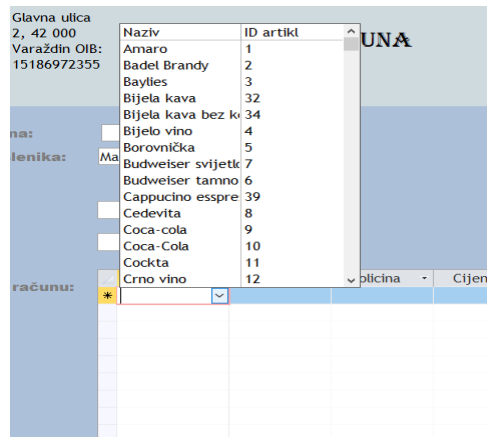 Glavna ulica
2, 42 000
Varaždin OIB:
15186972355
UNA
Naziv ID artikl
Amaro 1
Badel Brandy 2
Baylies 3
Bijela kava 32
Bijela kava bez k 34
Bijelo vino 4
Borovnička 5
Budweiser svijetl 7
Budweiser tamno 6
Cappucino esspre 39
Cedevita 8
Coca-cola 9
Coca-Cola 10
Cockta 11
Crno vino 12
na:
lenika: Ma
računu:
olicina Cijen